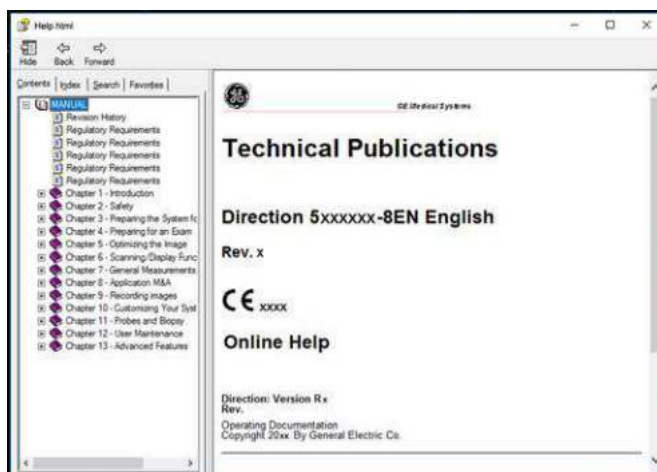 Help.html
Hide Back Forward
Contents Index Search Favorites
MANUAL
Revision History
Regulatory Requirements
Regulatory Requirements
Regulatory Requirements
Regulatory Requirements
Regulatory Requirements
Chapter 1 - Introduction
Chapter 2 - Safety
Chapter 3 - Preparing the System fo
Chapter 4 - Preparing for an Exam
Chapter 5 - Optimizing the Image
Chapter 6 - Scanning/Display Func
Chapter 7 - General Measurements
Chapter 8 - Application M&A
Chapter 9 - Recording images
Chapter 10 - Customizing Your Syst
Chapter 11 - Probes and Biopsy
Chapter 12 - User Maintenance
Chapter 13 - Advanced Features
GE
GE Medical Systems
Technical Publications
Direction 5xxxxxx-8EN English
Rev. x
CE xxxx
Online Help
Direction: Version Rx
Rev.
Operating Documentation
Copyright 20xx By General Electric Co.